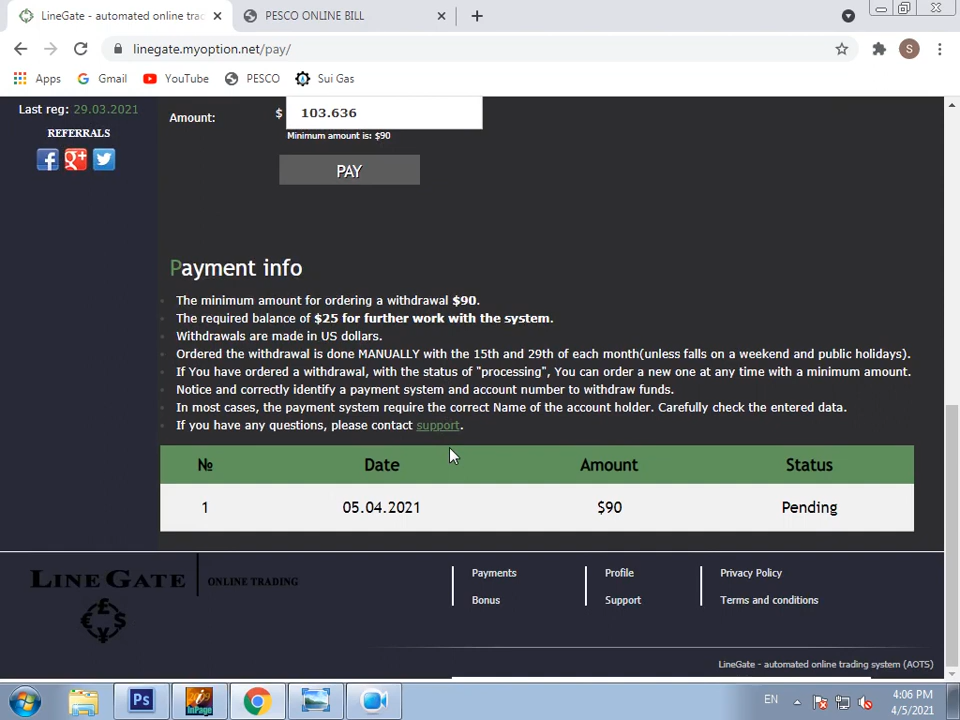 LineGate - automated online trac
PESCO ONLINE BILL
linegate.myoption.net/pay/
S
Apps
Gmail
YouTube
PESCO
Sui Gas
Last reg: 29.03.2021
REFERRALS
Amount:
$
103.636
Minimum amount is: $90
PAY
Payment info
The minimum amount for ordering a withdrawal $90.
The required balance of $25 for further work with the system.
Withdrawals are made in US dollars.
Ordered the withdrawal is done MANUALLY with the 15th and 29th of each month(unless falls on a weekend and public holidays).
If You have ordered a withdrawal, with the status of "processing", You can order a new one at any time with a minimum amount.
Notice and correctly identify a payment system and account number to withdraw funds.
In most cases, the payment system require the correct Name of the account holder. Carefully check the entered data.
If you have any questions, please contact support.
№ Date Amount Status
1 05.04.2021 $90 Pending
LINE GATE ONLINE TRADING
Payments
Bonus
Profile
Support
Privacy Policy
Terms and conditions
LineGate - automated online trading system (AOTS)
Ps
InPage
EN
4:06 PM
4/5/2021